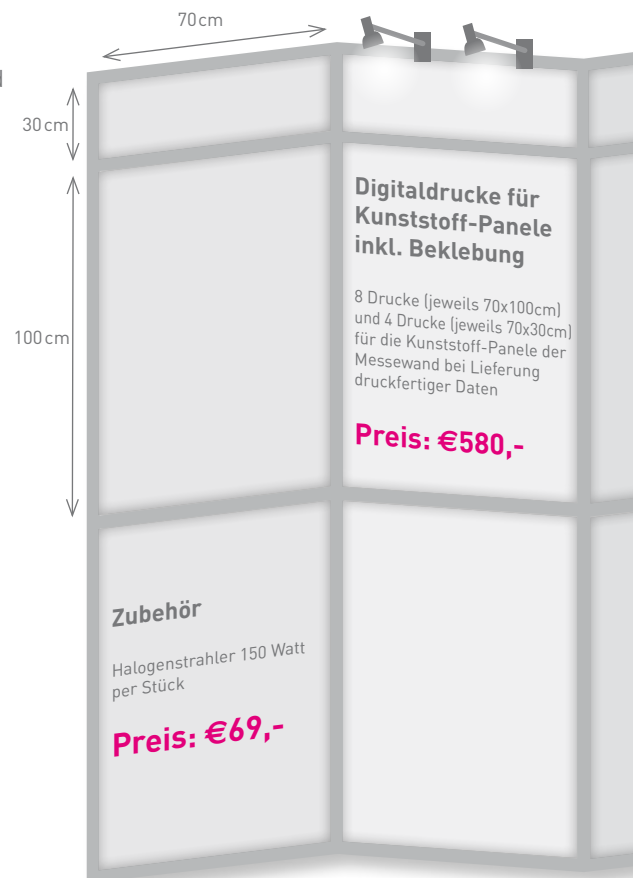 70cm
30cm
100cm
Digitaldrucke für
Kunststoff-Panele
inkl. Beklebung
8 Drucke (jeweils 70x100cm)
und 4 Drucke (jeweils 70x30cm)
für die Kunststoff-Panele der
Messewand bei Lieferung
druckfertiger Daten
Preis: €580,-
Zubehör
Halogenstrahler 150 Watt
per Stück
Preis: €69,-